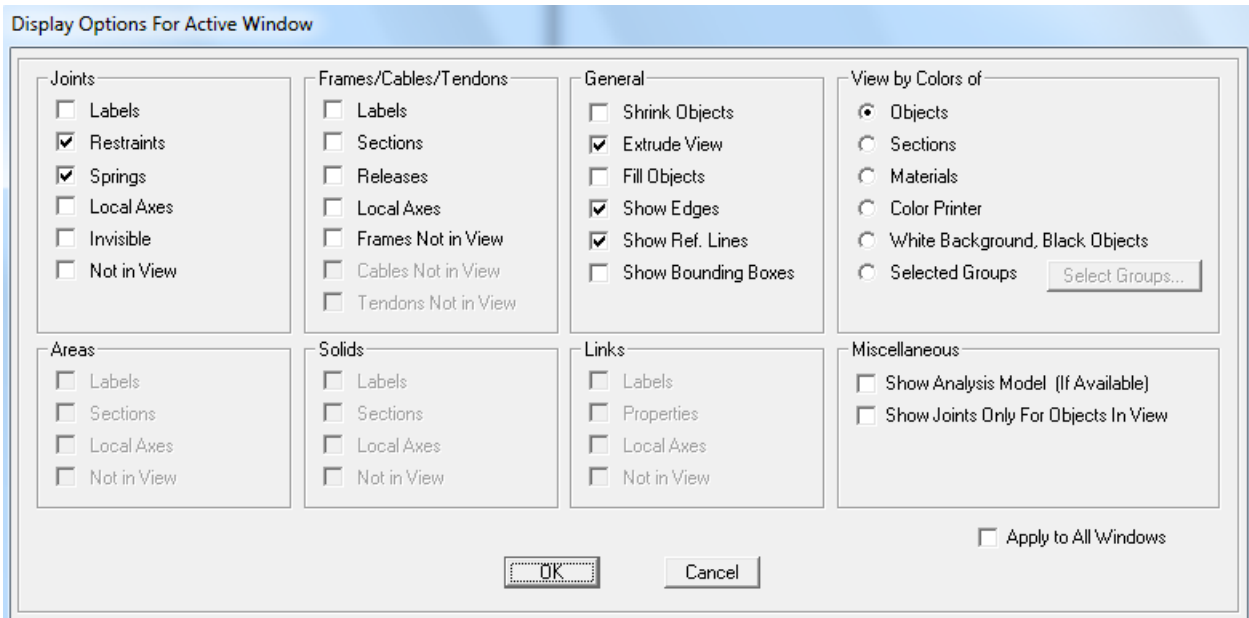 Display Options For Active Window
Joints
Labels
Restraints
Springs
Local Axes
Invisible
Not in View
Frames/Cables/Tendons
Labels
Sections
Releases
Local Axes
Frames Not in View
Cables Not in View
Tendons Not in View
General
Shrink Objects
Extrude View
Fill Objects
Show Edges
Show Ref. Lines
Show Bounding Boxes
View by Colors of
Objects
Sections
Materials
Color Printer
White Background, Black Objects
Selected Groups
Select Groups...
Areas
Labels
Sections
Local Axes
Not in View
Solids
Labels
Sections
Local Axes
Not in View
Links
Labels
Properties
Local Axes
Not in View
Miscellaneous
Show Analysis Model (If Available)
Show Joints Only For Objects In View
Apply to All Windows
OK
Cancel